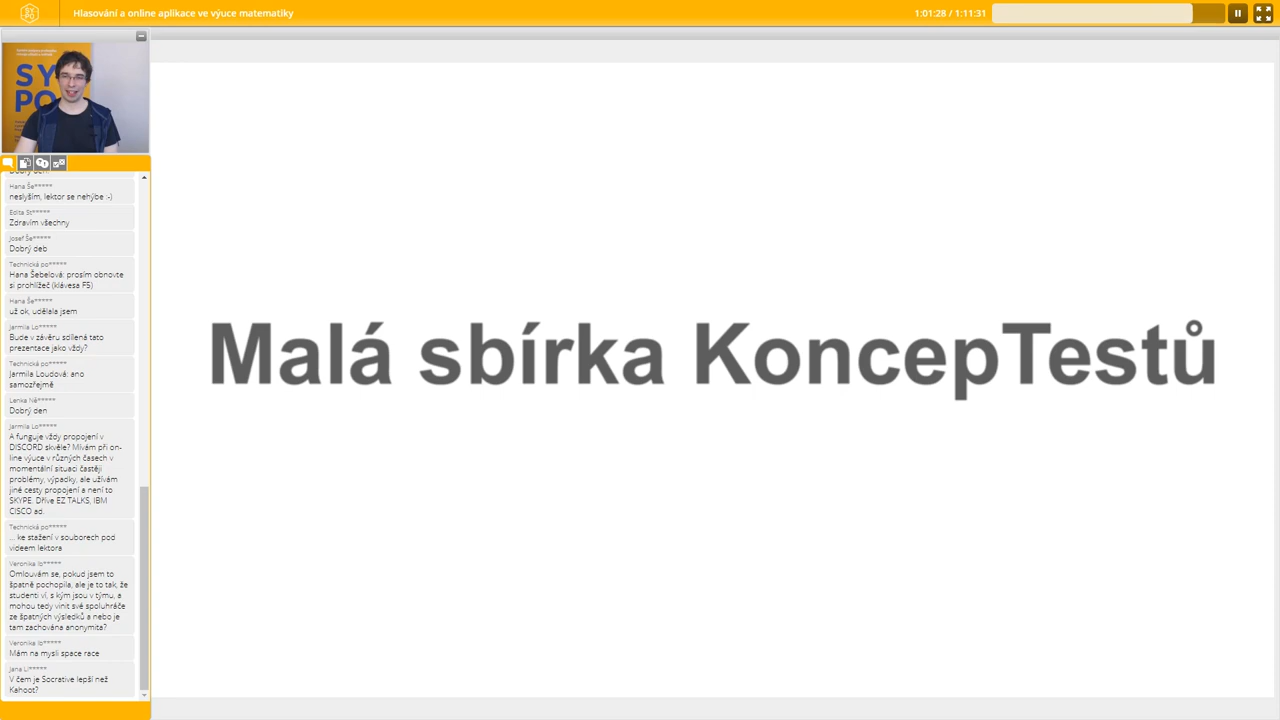 SY
PO
Hlasování a online aplikace ve výuce matematiky
1:01:28 / 1:11:31
SY
PO
Hana Še*****
neslyším, lektor se nehýbe :-)
Edita St*****
Zdravím všechny
Josef Še*****
Dobrý deb
Technická po*****
Hana Šebelová: prosím obnovte
si prohlížeč (klávesa F5)
Hana Še*****
už ok, udělala jsem
Jarmila Lo*****
Bude v závěru sdílená tato
prezentace jako vždy?
Technická po*****
Jarmila Loudová: ano
samozřejmě
Lenka Ně*****
Dobrý den
Jarmila Lo*****
A funguje vždy propojení v
DISCORD skvěle? Mívám při on-
line výuce v různých časech v
momentální situaci častěji
problémy, výpadky, ale užívám
jiné cesty propojení a není to
SKYPE. Dříve EZ TALKS, IBM
CISCO ad.
Technická po*****
... ke stažení v souborech pod
videem lektora
Veronika Ib*****
Omlouvám se, pokud jsem to
špatně pochopila, ale je to tak, že
studenti ví, s kým jsou v týmu, a
mohou tedy vinit své spoluhráče
ze špatných výsledků a nebo je
tam zachována anonymita?
Veronika Ib*****
Mám na mysli space race
Jana Li*****
V čem je Socrative lepší než
Kahoot?
Malá sbírka KoncepTestů